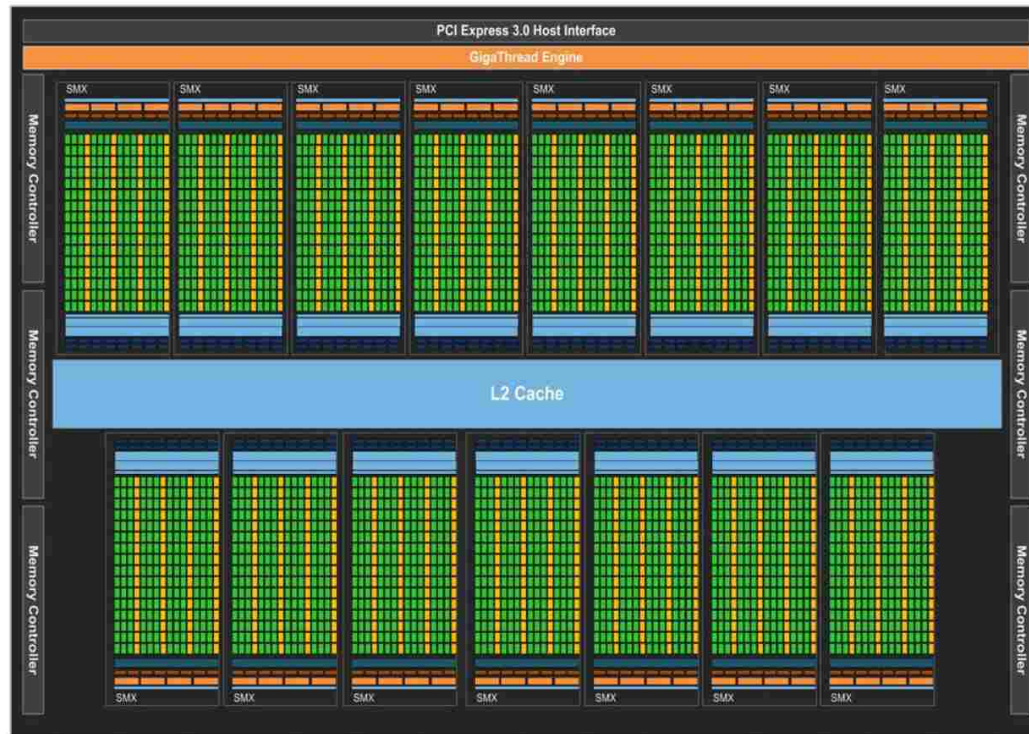 PCI Express 3.0 Host Interface
GigaThread Engine
SMX SMX SMX SMX SMX SMX SMX SMX
Memory Controller
Memory Controller
Memory Controller
Memory Controller
L2 Cache
Memory Controller
Memory Controller
SMX SMX SMX SMX SMX SMX SMX